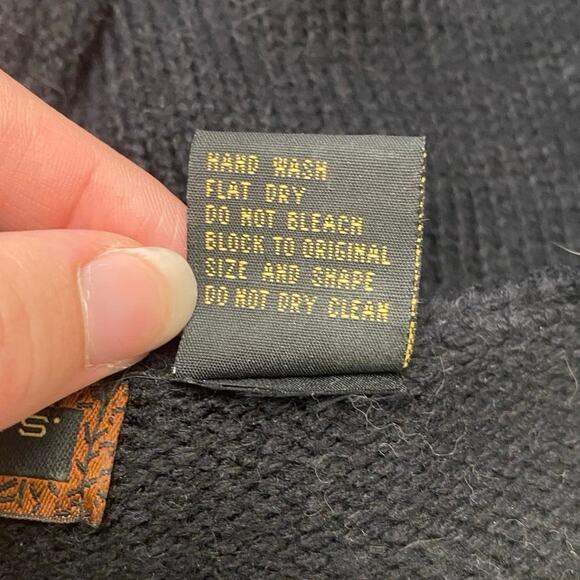 HAND WASH
FLAT DRY
DO NOT BLEACH
BLOCK TO ORIGINAL
SIZE AND SHAPE
DO NOT DRY CLEAN
S.